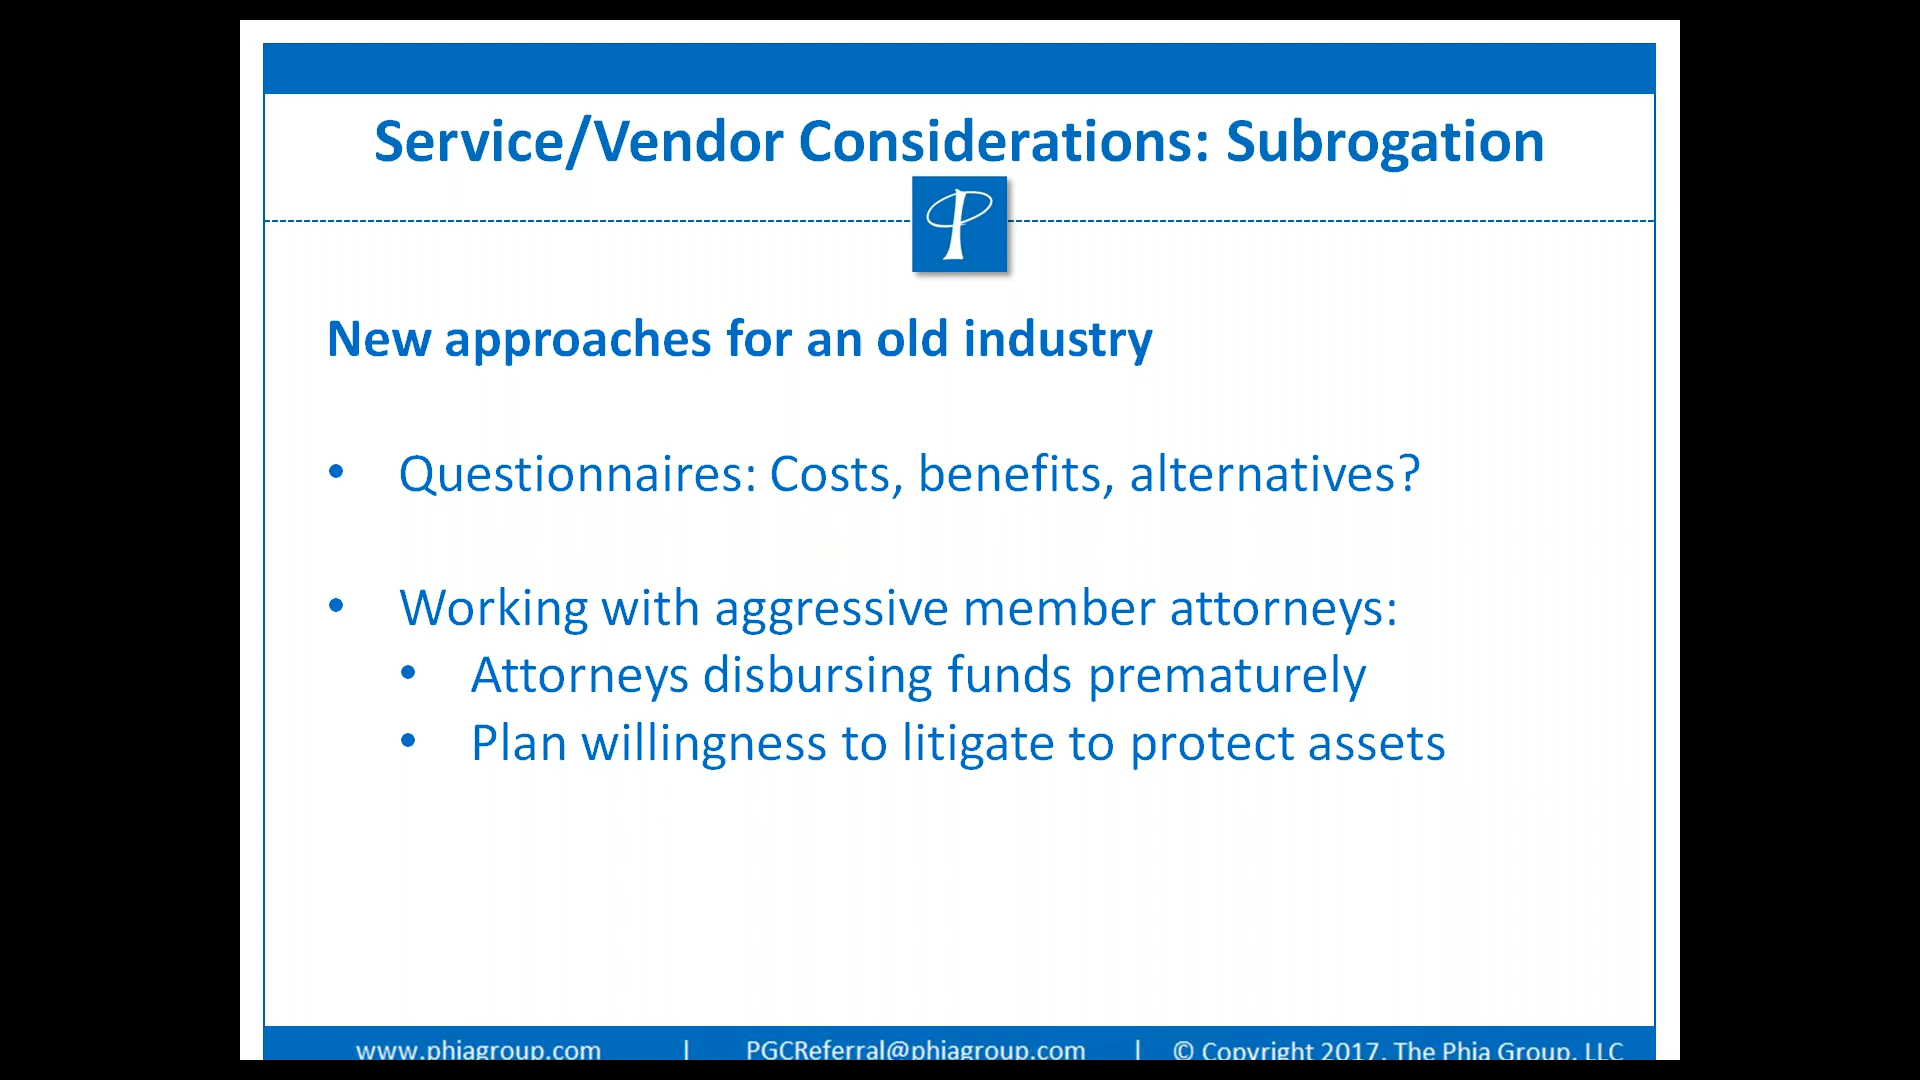 Service/Vendor Considerations: Subrogation
P
New approaches for an old industry
• Questionnaires: Costs, benefits, alternatives?
• Working with aggressive member attorneys:
• Attorneys disbursing funds prematurely
• Plan willingness to litigate to protect assets
www.phiagroup.com | PGCReferral@phiagroup.com | © Copyright 2017. The Phia Group, LLC